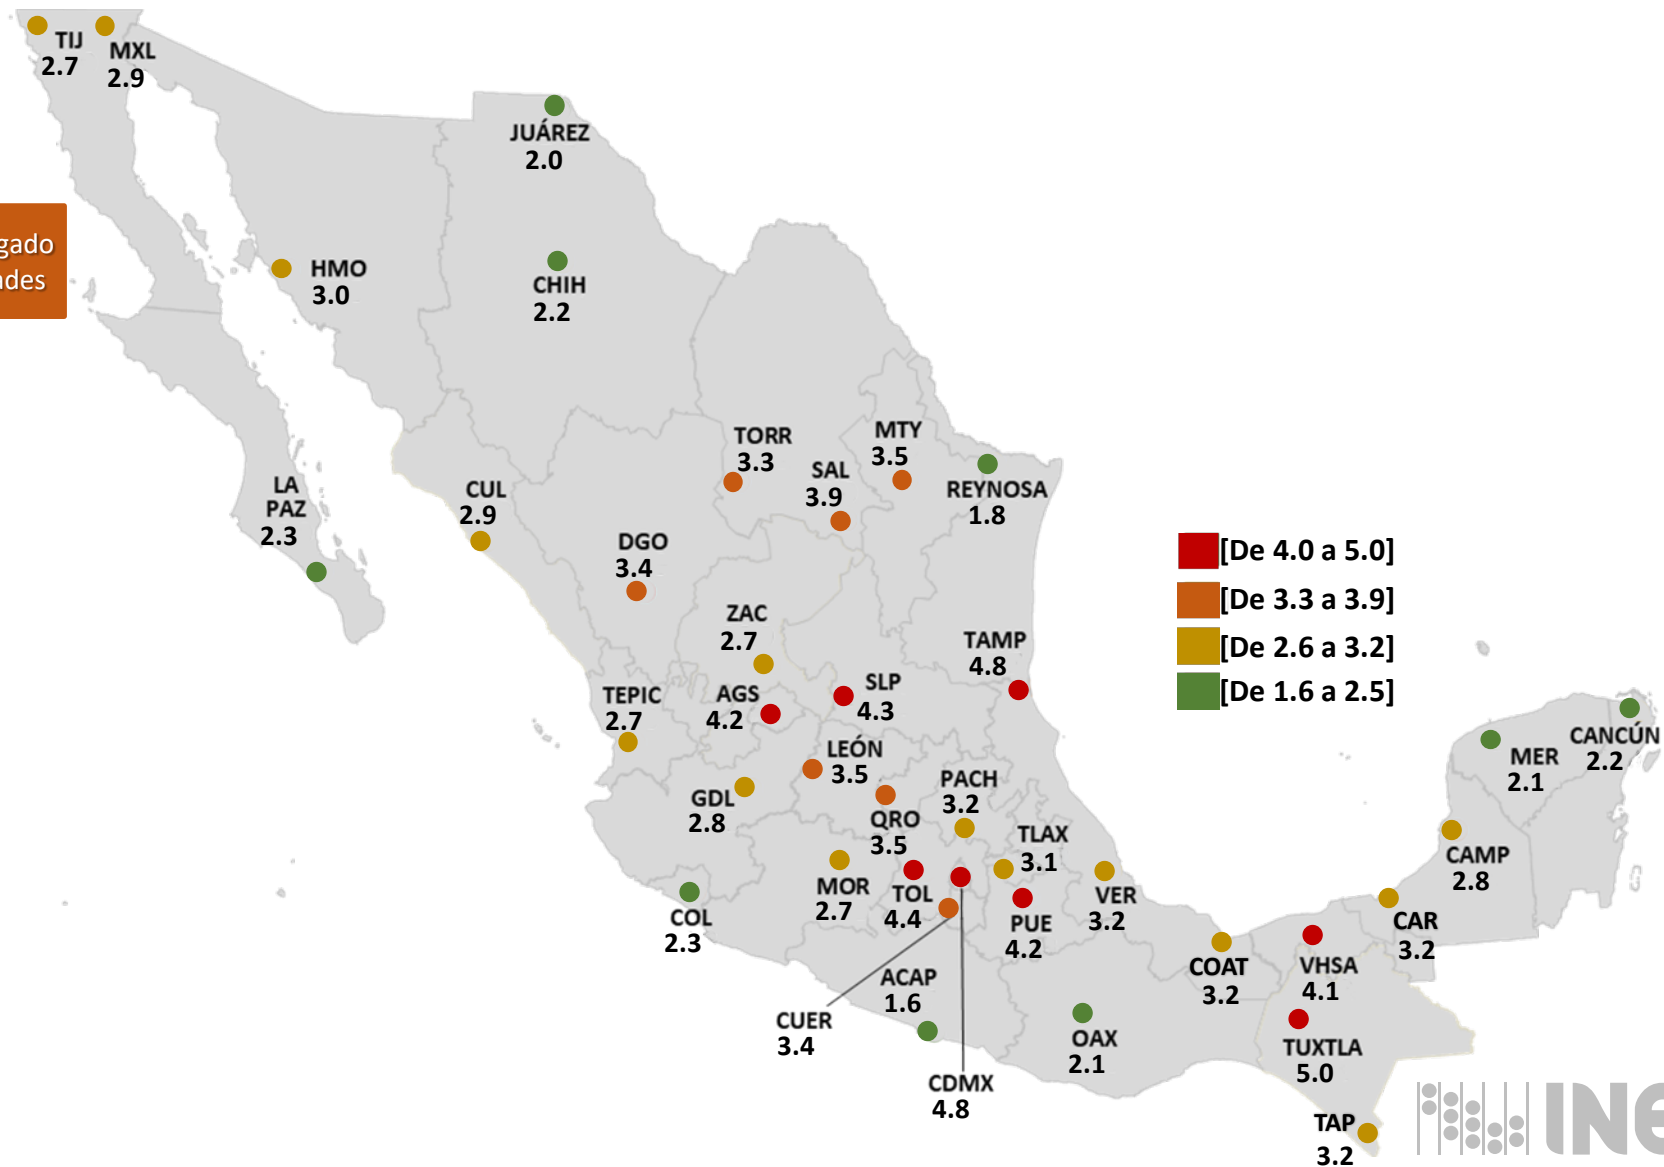 TIJ
2.7
MXL
2.9
JUÁREZ
2.0
HMO
3.0
CHIH
2.2
TORR
3.3
MTY
3.5
SAL
3.9
REYNOSA
1.8
LA
PAZ
2.3
CUL
2.9
DGO
3.4
[De 4.0 a 5.0]
[De 3.3 a 3.9]
[De 2.6 a 3.2]
[De 1.6 a 2.5]
ZAC
2.7
TAMP
4.8
TEPIC
2.7
AGS
4.2
SLP
4.3
LEÓN
3.5
CANCÚN
2.2
MER
2.1
GDL
2.8
PACH
3.2
QRO
3.5
TLAX
3.1
CAMP
2.8
MOR
2.7
TOL
4.4
VER
3.2
COL
2.3
PUE
4.2
CAR
3.2
COAT
3.2
VHSA
4.1
ACAP
1.6
CUER
3.4
OAX
2.1
TUXTLA
5.0
CDMX
4.8
TAP
3.2